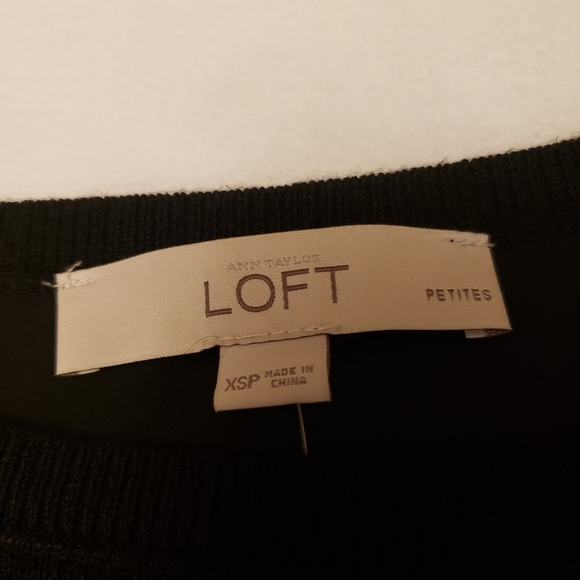 ANN TAYLOR
LOFT
PETITES
XSP MADE IN
CHINA